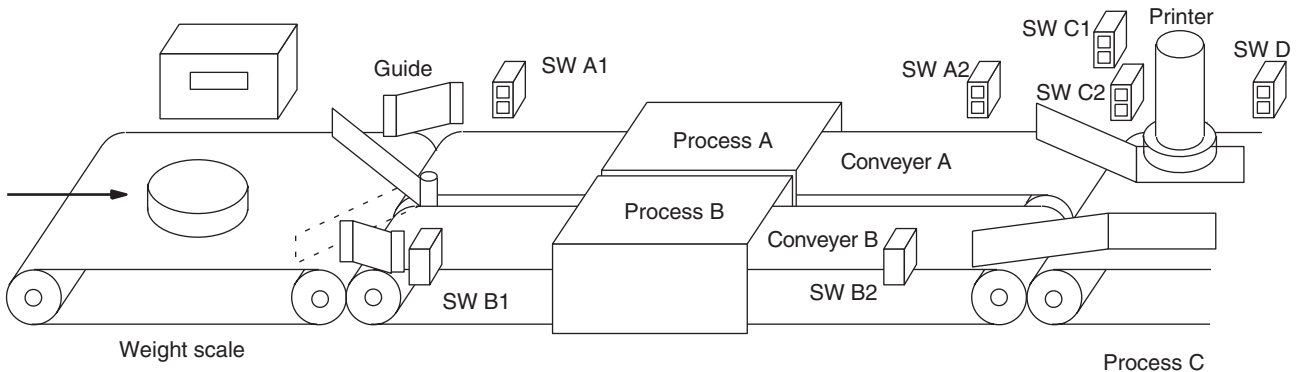 SW C1
Printer
Guide
SW A1
SW A2
SW C2
SW D
Process A
Conveyer A
Process B
Conveyer B
SW B1
SW B2
Weight scale
Process C